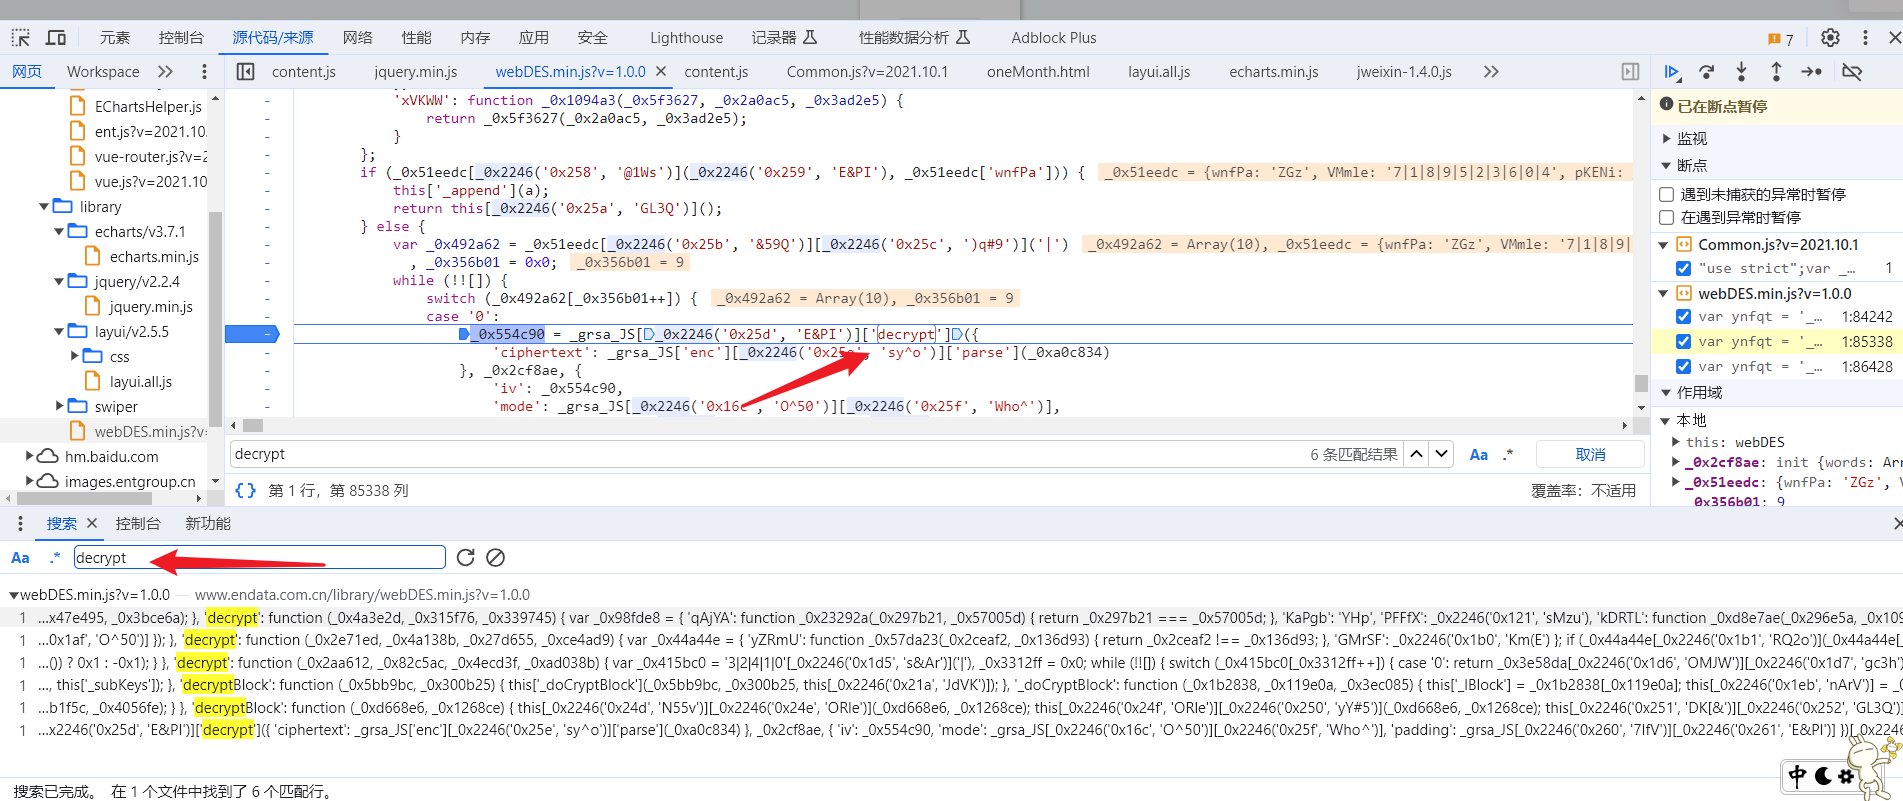 元素 控制台 源代码/来源 网络 性能 内存 应用 安全 Lighthouse 记录器 性能数据分析 Adblock Plus 7
网页 Workspace content.js jquery.min.js webDES.min.js?v=1.0.0 content.js Common.js?v=2021.10.1 oneMonth.html layui.all.js echarts.min.js jweixin-1.4.0.js
EChartsHelper.js
ent.js?v=2021.10.
vue-router.js?v=2
vue.js?v=2021.10
library
echarts/v3.7.1
echarts.min.js
jquery/v2.2.4
jquery.min.js
layui/v2.5.5
css
layui.all.js
swiper
webDES.min.js?v=
hm.baidu.com
images.entgroup.cn
'xVKWW': function _0x1094a3(_0x5f3627, _0x2a0ac5, _0x3ad2e5) {
return _0x5f3627(_0x2a0ac5, _0x3ad2e5);
}
};
if (_0x51eedc[_0x2246('0x258', '@1Ws')](_0x2246('0x259', 'E&PI'), _0x51eedc['wnfPa'])) { _0x51eedc = {wnfPa: 'ZGz', VMmle: '7|1|8|9|5|2|3|6|0|4', pKENi:
this['_append'](a);
return this[_0x2246('0x25a', 'GL3Q')]();
} else {
var _0x492a62 = _0x51eedc[_0x2246('0x25b', '&59Q')][_0x2246('0x25c', ')q#9')]('|') _0x492a62 = Array(10), _0x51eedc = {wnfPa: 'ZGz', VMmle: '7|1|8|9|
, _0x356b01 = 0x0; _0x356b01 = 9
while (!![]) {
switch (_0x492a62[_0x356b01++]) { _0x492a62 = Array(10), _0x356b01 = 9
case '0':
_0x554c90 = _grsa_JS[_0x2246('0x25d', 'E&PI')]['decrypt']({
'ciphertext': _grsa_JS['enc'][_0x2246('0x25e', 'sy^o')]['parse'](_0xa0c834)
}, _0x2cf8ae, {
'iv': _0x554c90,
'mode': _grsa_JS[_0x2246('0x16c', 'O^50')][_0x2246('0x25f', 'Who^')],
decrypt 6 条匹配结果 Aa .* 取消
{} 第 1 行，第 85338 列 覆盖率：不适用
已在断点暂停
监视
断点
遇到未捕获的异常时暂停
在遇到异常时暂停
Common.js?v=2021.10.1
"use strict";var _… 1
webDES.min.js?v=1.0.0
var ynfqt = '_… 1:84242
var ynfqt = '_… 1:85338
var ynfqt = '_… 1:86428
作用域
本地
this: webDES
_0x2cf8ae: init {words: Arr
_0x51eedc: {wnfPa: 'ZGz', V
_0x356b01: 9
搜索 控制台 新功能
Aa .* decrypt
webDES.min.js?v=1.0.0 — www.endata.com.cn/library/webDES.min.js?v=1.0.0
1 …x47e495, _0x3bce6a); }, 'decrypt': function (_0x4a3e2d, _0x315f76, _0x339745) { var _0x98fde8 = { 'qAjYA': function _0x23292a(_0x297b21, _0x57005d) { return _0x297b21 === _0x57005d; }, 'KaPgb': 'YHp', 'PFFfX': _0x2246('0x121', 'sMzu'), 'kDRTL': function _0xd8e7ae(_0x296e5a, _0x109
1 …0x1af', 'O^50')] }); }, 'decrypt': function (_0x2e71ed, _0x4a138b, _0x27d655, _0xce4ad9) { var _0x44a44e = { 'yZRmU': function _0x57da23(_0x2ceaf2, _0x136d93) { return _0x2ceaf2 !== _0x136d93; }, 'GMrSF': _0x2246('0x1b0', 'Km(E') }; if (_0x44a44e[_0x2246('0x1b1', 'RQ2o')](_0x44a44e[
1 …()) ? 0x1 : -0x1); } }, 'decrypt': function (_0x2aa612, _0x82c5ac, _0x4ecd3f, _0xad038b) { var _0x415bc0 = '3|2|4|1|0'[_0x2246('0x1d5', 's&Ar')]('|'), _0x3312ff = 0x0; while (!![]) { switch (_0x415bc0[_0x3312ff++]) { case '0': return _0x3e58da[_0x2246('0x1d6', 'OMJW')][_0x2246('0x1d7', 'gc3h')
1 …, this['_subKeys']); }, 'decryptBlock': function (_0x5bb9bc, _0x300b25) { this['_doCryptBlock'](_0x5bb9bc, _0x300b25, this[_0x2246('0x21a', 'JdVK')]); }, '_doCryptBlock': function (_0x1b2838, _0x119e0a, _0x3ec085) { this['_lBlock'] = _0x1b2838[_0x119e0a]; this[_0x2246('0x1eb', 'nArV')] = _0
1 …b1f5c, _0x4056fe); } }, 'decryptBlock': function (_0xd668e6, _0x1268ce) { this[_0x2246('0x24d', 'N55v')][_0x2246('0x24e', 'ORle')](_0xd668e6, _0x1268ce); this[_0x2246('0x24f', 'ORle')][_0x2246('0x250', 'yY#5')](_0xd668e6, _0x1268ce); this[_0x2246('0x251', 'DK[&')][_0x2246('0x252', 'GL3Q')]
1 …x2246('0x25d', 'E&PI')]['decrypt']({ 'ciphertext': _grsa_JS['enc'][_0x2246('0x25e', 'sy^o')]['parse'](_0xa0c834) }, _0x2cf8ae, { 'iv': _0x554c90, 'mode': _grsa_JS[_0x2246('0x16c', 'O^50')][_0x2246('0x25f', 'Who^')], 'padding': _grsa_JS[_0x2246('0x260', '7IfV')][_0x2246('0x261', 'E&PI')] })[_0x2246
搜索已完成。 在 1 个文件中找到了 6 个匹配行。
中